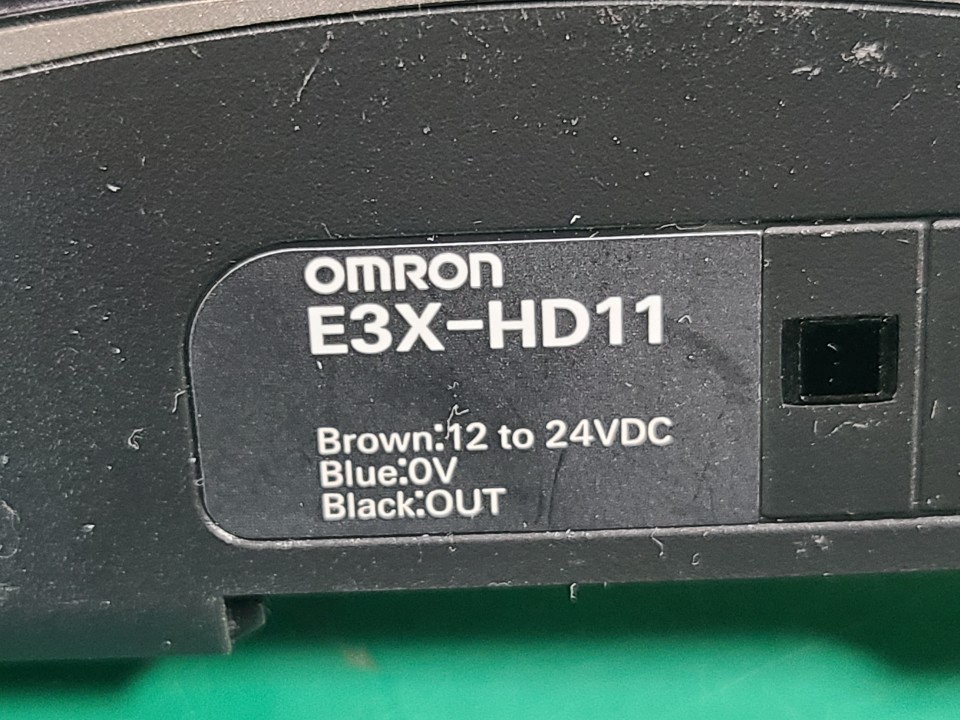 OMRON
E3X-HD11
Brown:12 to 24VDC
Blue:0V
Black:OUT